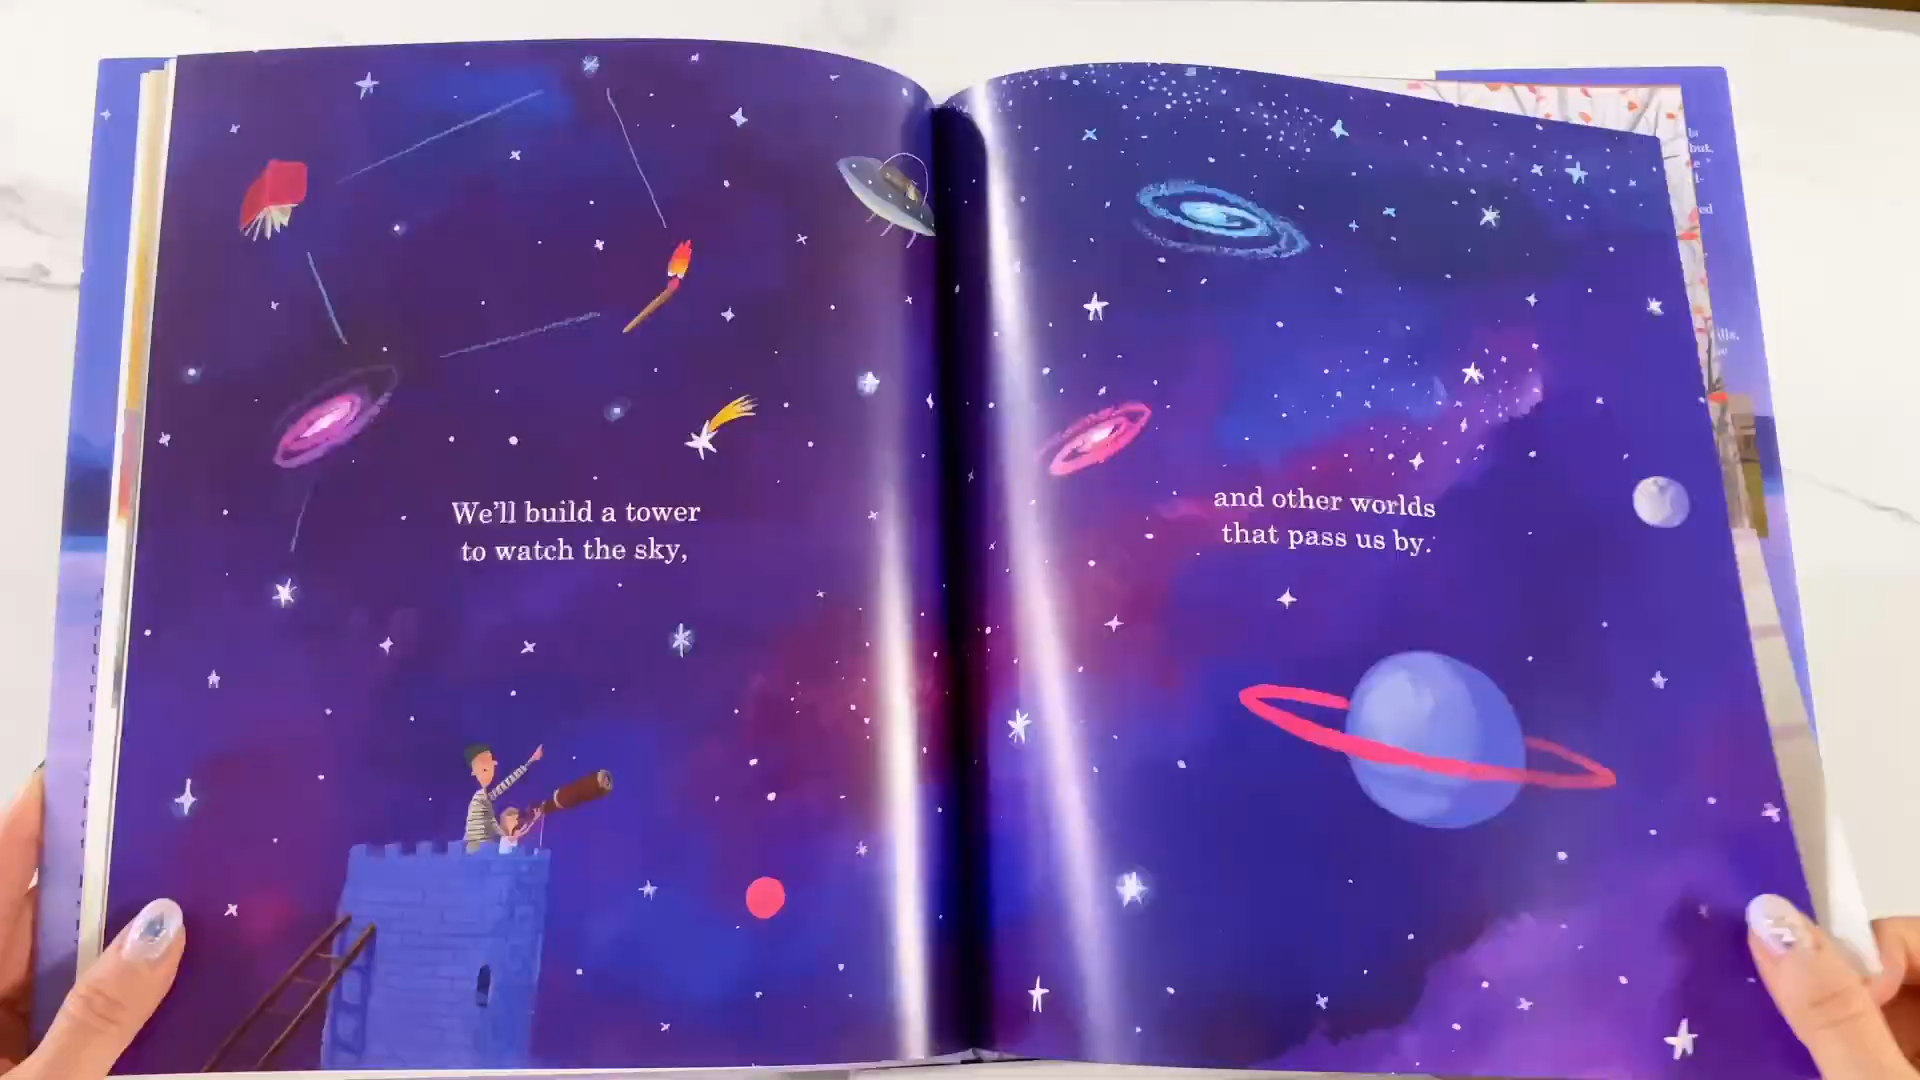 We'll build a tower
to watch the sky,
and other worlds
that pass us by.